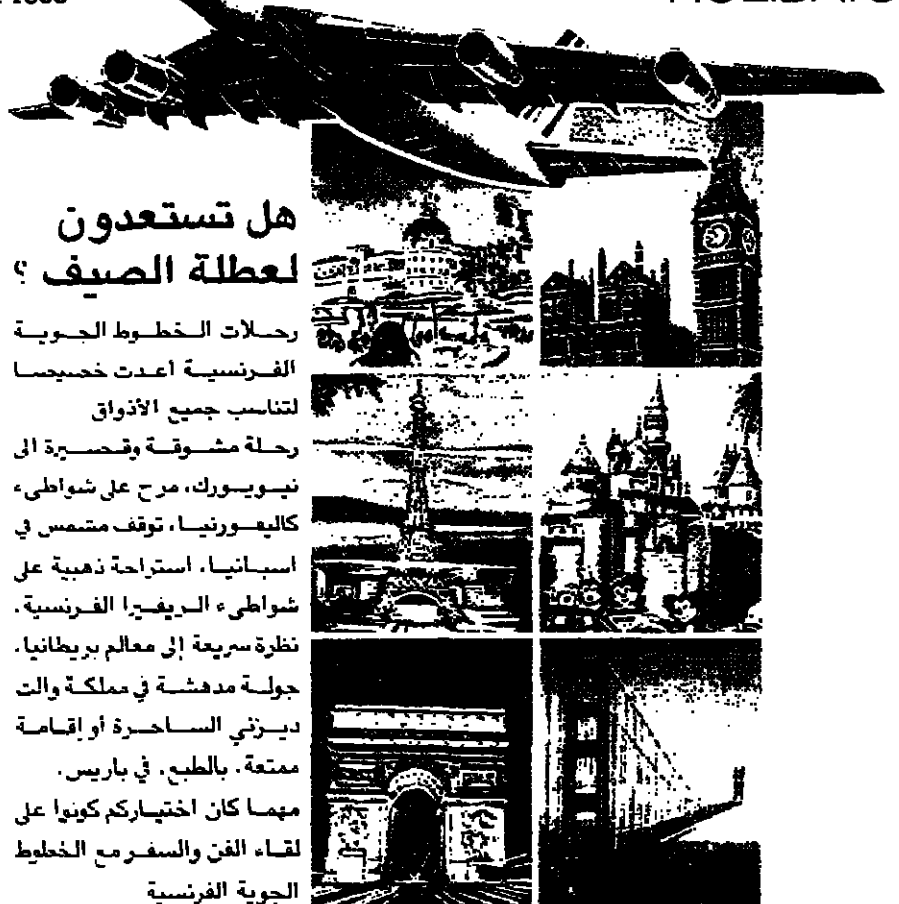 هل تستعدون
لعطلة الصيف ؟
رحلات الخطوط الجوية
الفرنسية أعدت خصيصا
لتناسب جميع الأذواق
رحلة مشوقة وقصيرة الى
نيويورك، مرح على شواطىء
كاليفورنيا، توقف مشمس في
اسبانيا، استراحة ذهبية على
شواطىء الريفيرا الفرنسية،
نظرة سريعة إلى معالم بريطانيا،
جولة مدهشة في مملكة والت
ديزني الساحرة أو إقامة
ممتعة، بالطبع، في باريس.
مهما كان اختياركم كونوا على
لقاء الفن والسفر مع الخطوط
الجوية الفرنسية